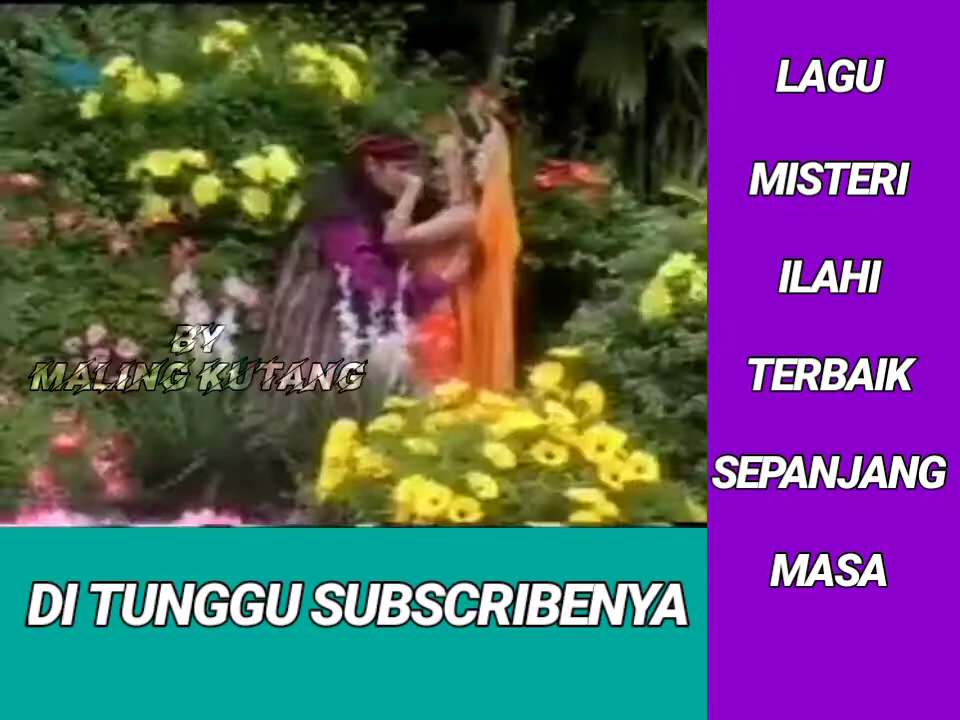 LAGU
MISTERI
ILAHI
TERBAIK
SEPANJANG
MASA
BY
MALING KUTANG
DI TUNGGU SUBSCRIBENYA